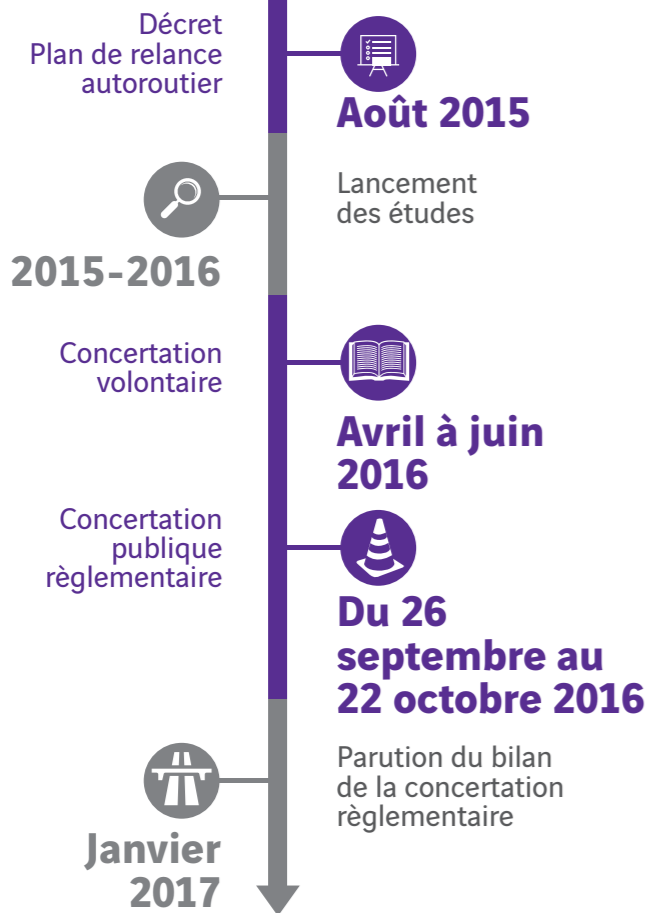 Décret
Plan de relance
autoroutier
Août 2015
Lancement
des études
2015-2016
Concertation
volontaire
Avril à juin
2016
Concertation
publique
règlementaire
Du 26
septembre au
22 octobre 2016
Parution du bilan
de la concertation
règlementaire
Janvier
2017